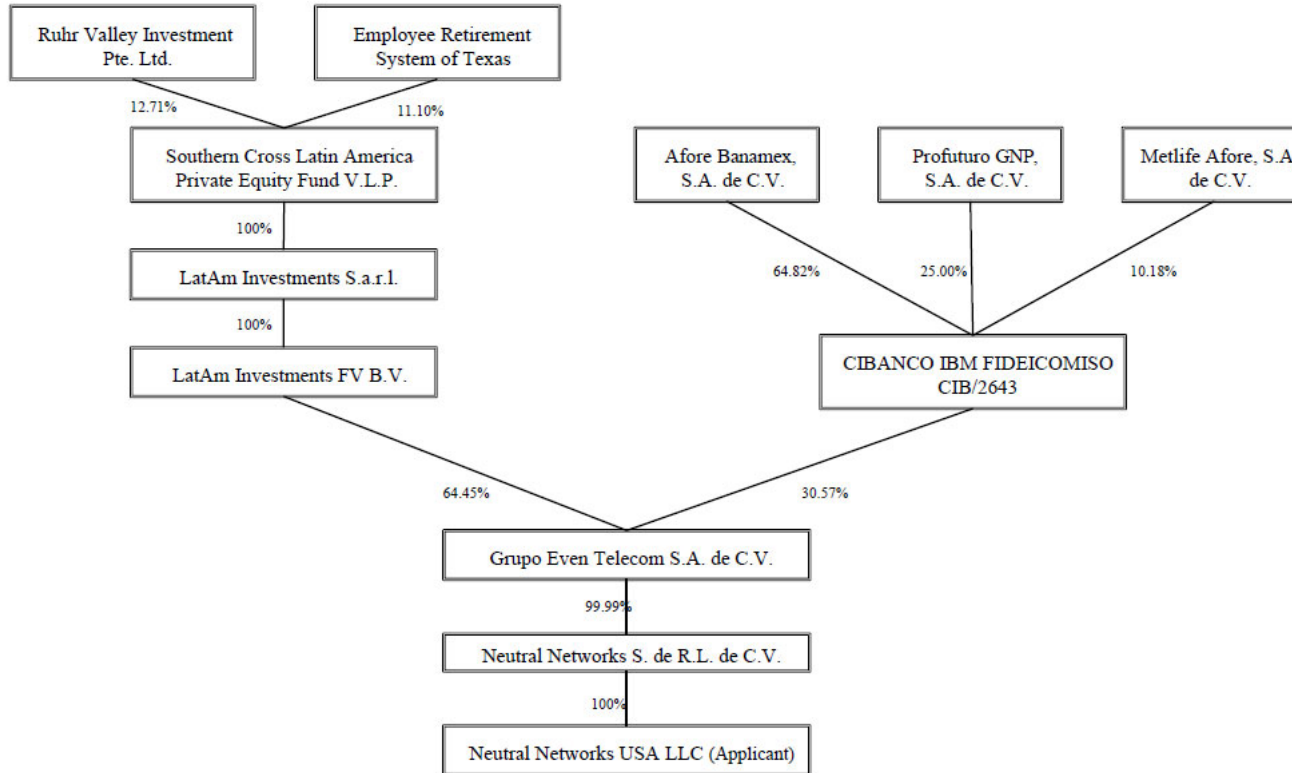 Ruhr Valley Investment
Pte. Ltd.
Employee Retirement
System of Texas
12.71%
11.10%
Southern Cross Latin America
Private Equity Fund V.L.P.
Afore Banamex,
S.A. de C.V.
Profuturo GNP,
S.A. de C.V.
Metlife Afore, S.A
de C.V.
100%
LatAm Investments S.a.r.l.
64.82%
25.00%
10.18%
100%
LatAm Investments FV B.V.
CIBANCO IBM FIDEICOMISO
CIB/2643
64.45%
30.57%
Grupo Even Telecom S.A. de C.V.
99.99%
Neutral Networks S. de R.L. de C.V.
100%
Neutral Networks USA LLC (Applicant)